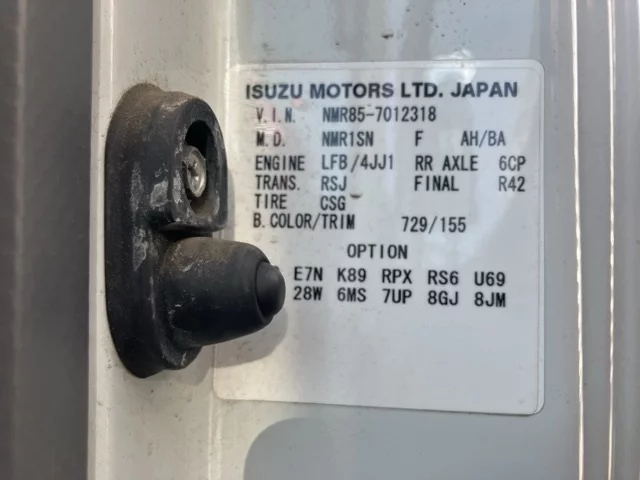 ISUZU MOTORS LTD. JAPAN
V.I.N. NMR85-7012318
M.D. NMR1SN F AH/BA
ENGINE LFB/4JJ1 RR AXLE 6CP
TRANS. RSJ FINAL R42
TIRE CSG
B.COLOR/TRIM 729/155
OPTION
E7N K89 RPX RS6 U69
28W 6MS 7UP 8GJ 8JM